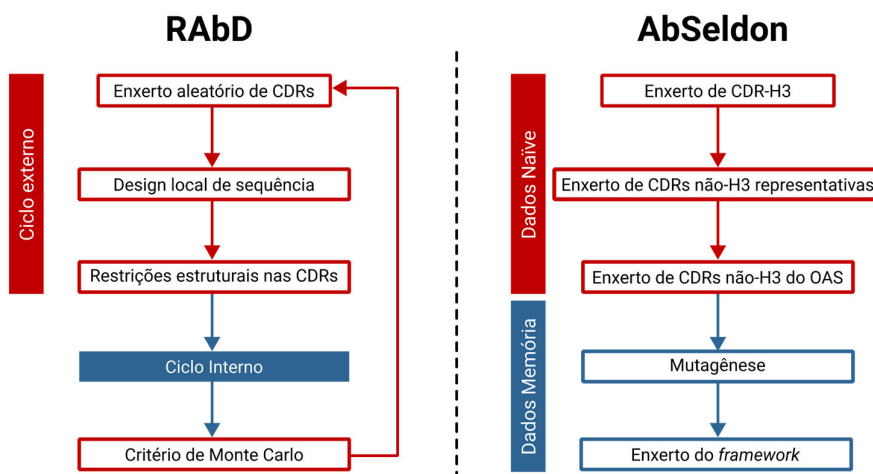 RAbD
Ciclo externo
Enxerto aleatório de CDRs
Design local de sequência
Restrições estruturais nas CDRs
Ciclo Interno
Critério de Monte Carlo
AbSeldon
Dados Naïve
Enxerto de CDR-H3
Enxerto de CDRs não-H3 representativas
Enxerto de CDRs não-H3 do OAS
Dados Memória
Mutagênese
Enxerto do framework